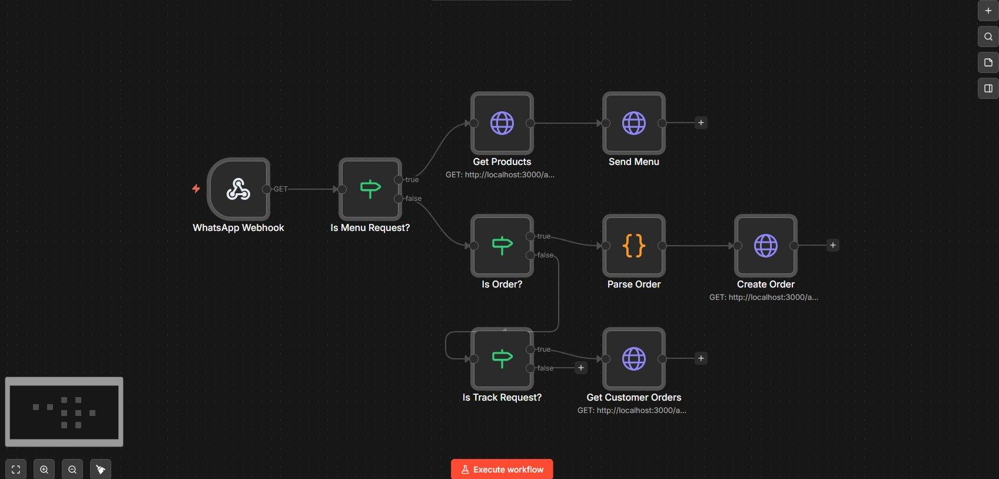 GET
true
false
WhatsApp Webhook
Is Menu Request?
Get Products
GET: http://localhost:3000/a...
Send Menu
true
false
Is Order?
Parse Order
Create Order
GET: http://localhost:3000/a...
true
false
Is Track Request?
Get Customer Orders
GET: http://localhost:3000/a...
Execute workflow